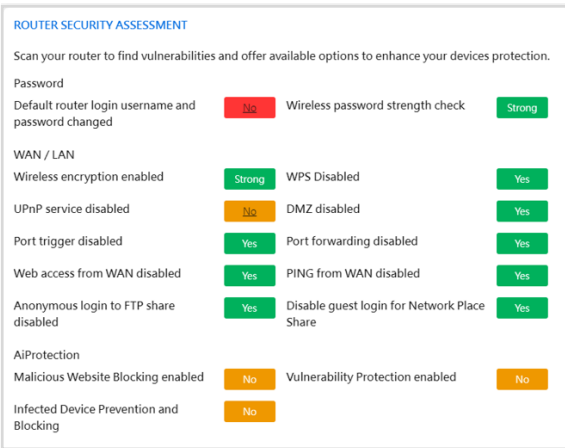 ROUTER SECURITY ASSESSMENT
Scan your router to find vulnerabilities and offer available options to enhance your devices protection.
Password
Default router login username and
password changed
No
Wireless password strength check
Strong
WAN / LAN
Wireless encryption enabled
Strong
WPS Disabled
Yes
UPnP service disabled
No
DMZ disabled
Yes
Port trigger disabled
Yes
Port forwarding disabled
Yes
Web access from WAN disabled
Yes
PING from WAN disabled
Yes
Anonymous login to FTP share
disabled
Yes
Disable guest login for Network Place
Share
Yes
AiProtection
Malicious Website Blocking enabled
No
Vulnerability Protection enabled
No
Infected Device Prevention and
Blocking
No